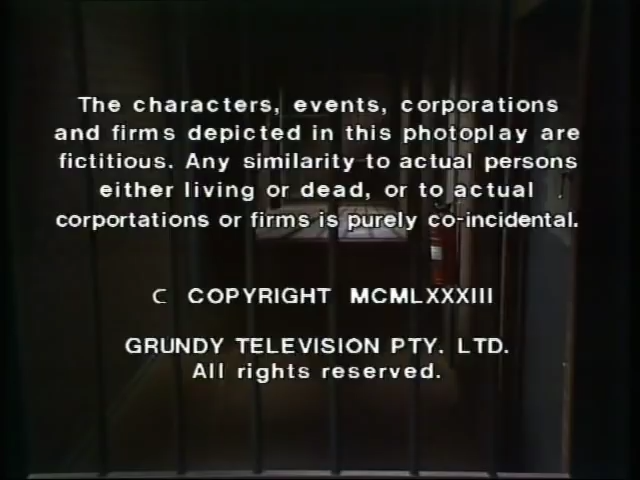 The characters, events, corporations
and firms depicted in this photoplay are
fictitious. Any similarity to actual persons
either living or dead, or to actual
corportations or firms is purely co-incidental.
C COPYRIGHT MCMLXXXIII
GRUNDY TELEVISION PTY. LTD.
All rights reserved.